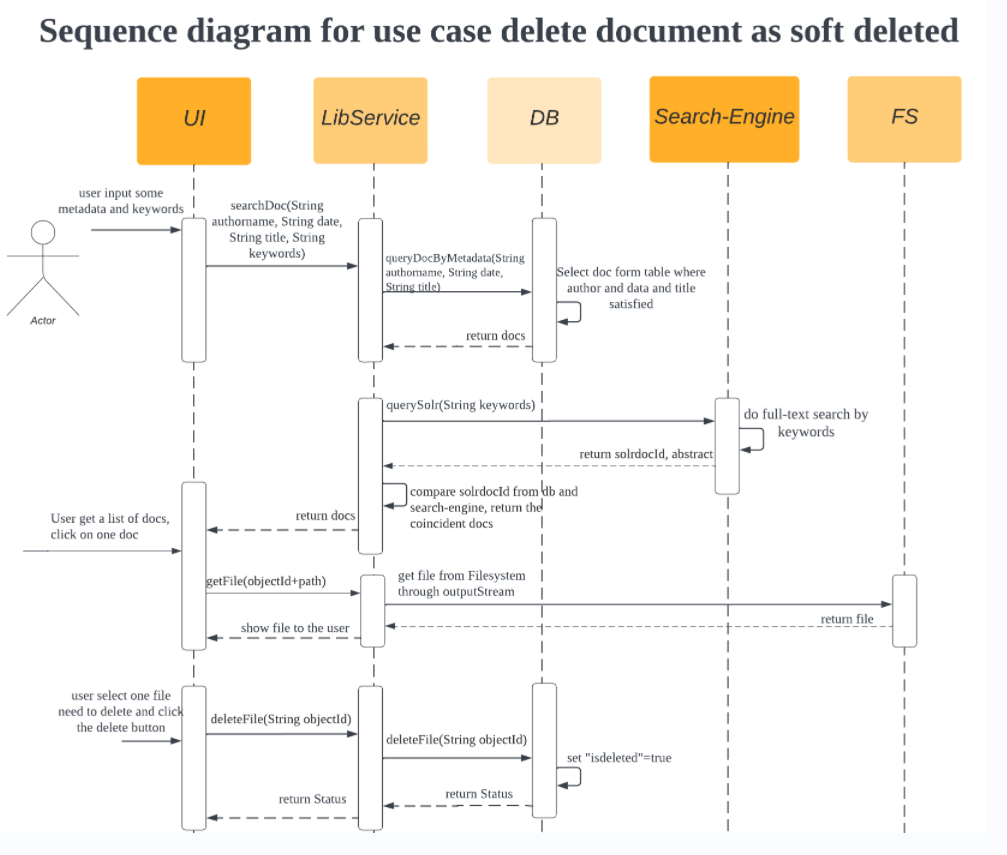 Sequence diagram for use case delete document as soft deleted
UI
LibService
DB
Search-Engine
FS
user input some
metadata and keywords
Actor
searchDoc(String
authorname, String date,
String title, String
keywords)
queryDocByMetadata(String
authorname, String date,
String title)
Select doc form table where
author and data and title
satisfied
return docs
querySolr(String keywords)
do full-text search by
keywords
return solrdocId, abstract
compare solrdocId from db and
search-engine, return the
coincident docs
return docs
User get a list of docs,
click on one doc
getFile(objectId+path)
get file from Filesystem
through outputStream
return file
show file to the user
user select one file
need to delete and click
the delete button
deleteFile(String objectId)
deleteFile(String objectId)
set "isdeleted"=true
return Status
return Status